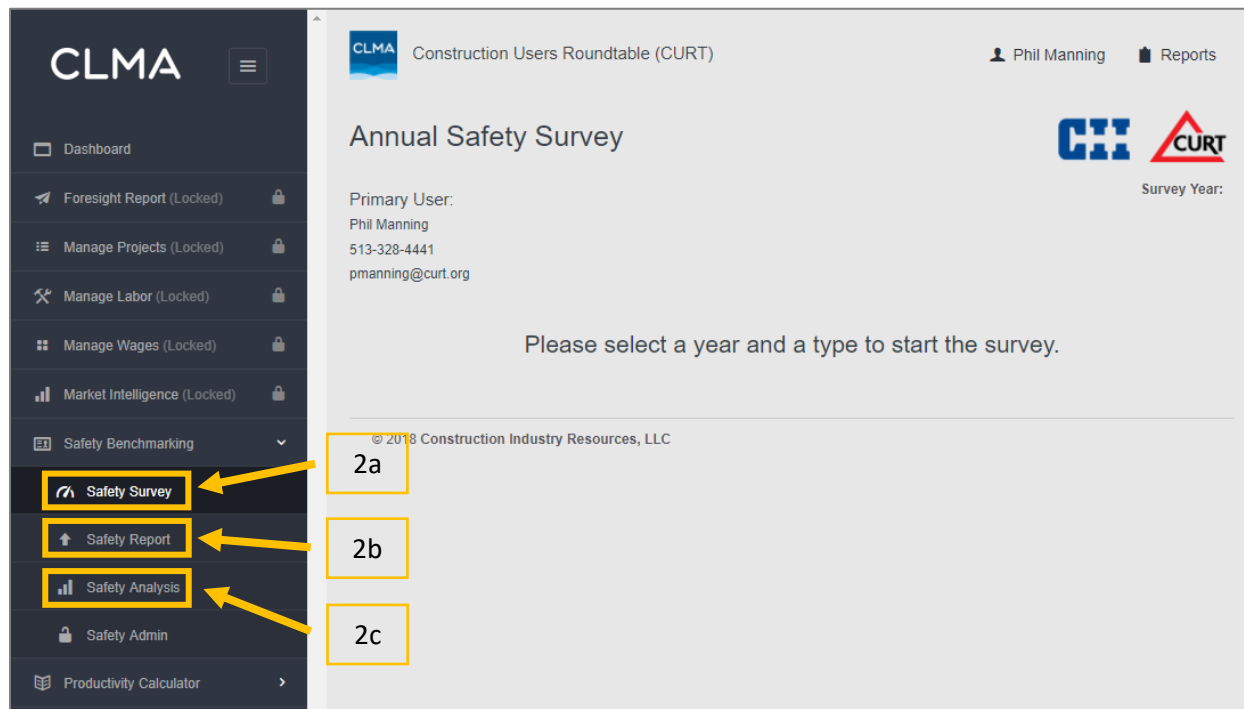 CLMA
Dashboard
Foresight Report (Locked)
Manage Projects (Locked)
Manage Labor (Locked)
Manage Wages (Locked)
Market Intelligence (Locked)
Safety Benchmarking
Safety Survey
Safety Report
Safety Analysis
Safety Admin
Productivity Calculator
CLMA
Construction Users Roundtable (CURT)
Phil Manning
Reports
Annual Safety Survey
CII
CURT
Survey Year:
Primary User:
Phil Manning
513-328-4441
pmanning@curt.org
Please select a year and a type to start the survey.
© 2018 Construction Industry Resources, LLC
2a
2b
2c